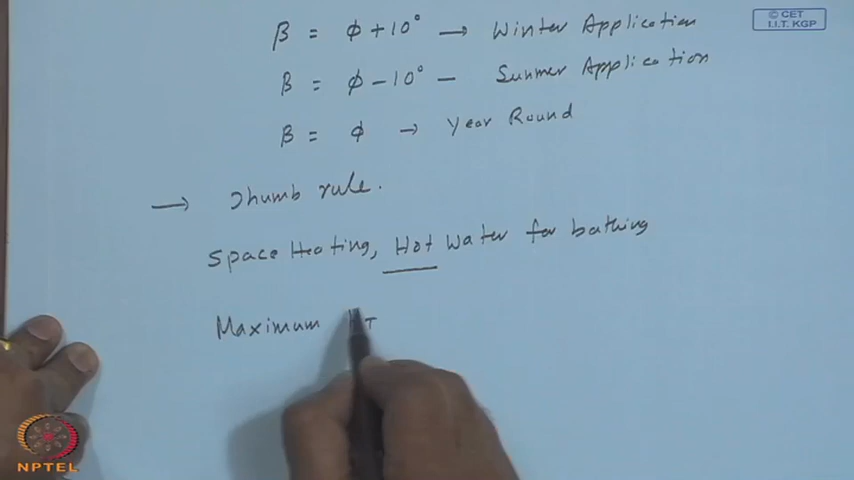 © CET
I.I.T. KGP
β = ϕ + 10° → Winter Application
β = ϕ - 10° - Summer Application
β = ϕ → Year Round
→ Thumb rule.
Space Heating, Hot Water for bathing
Maximum
NPTEL